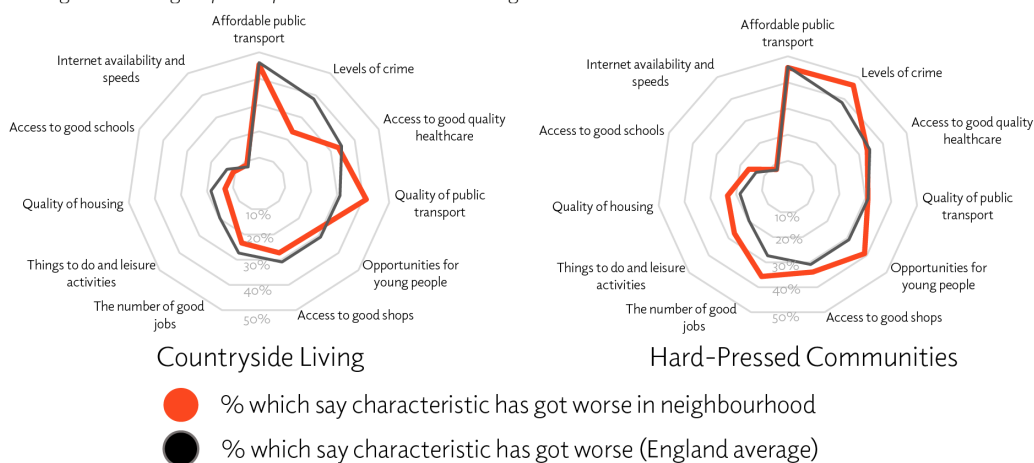 Affordable public
transport
Internet availability and
speeds
Levels of crime
Access to good schools
Access to good quality
healthcare
Quality of housing
Quality of public
transport
Things to do and leisure
activities
Opportunities for
young people
The number of good
jobs
Access to good shops
10%
20%
30%
40%
50%
Countryside Living
Affordable public
transport
Internet availability and
speeds
Levels of crime
Access to good schools
Access to good quality
healthcare
Quality of housing
Quality of public
transport
Things to do and leisure
activities
Opportunities for
young people
The number of good
jobs
Access to good shops
10%
20%
30%
40%
50%
Hard-Pressed Communities
% which say characteristic has got worse in neighbourhood
% which say characteristic has got worse (England average)